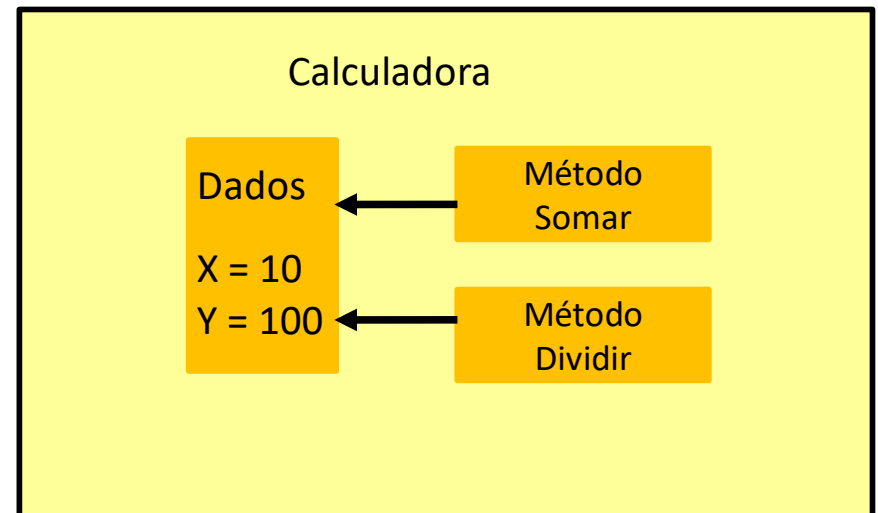 Calculadora
Dados
X = 10
Y = 100
Método
Somar
Método
Dividir